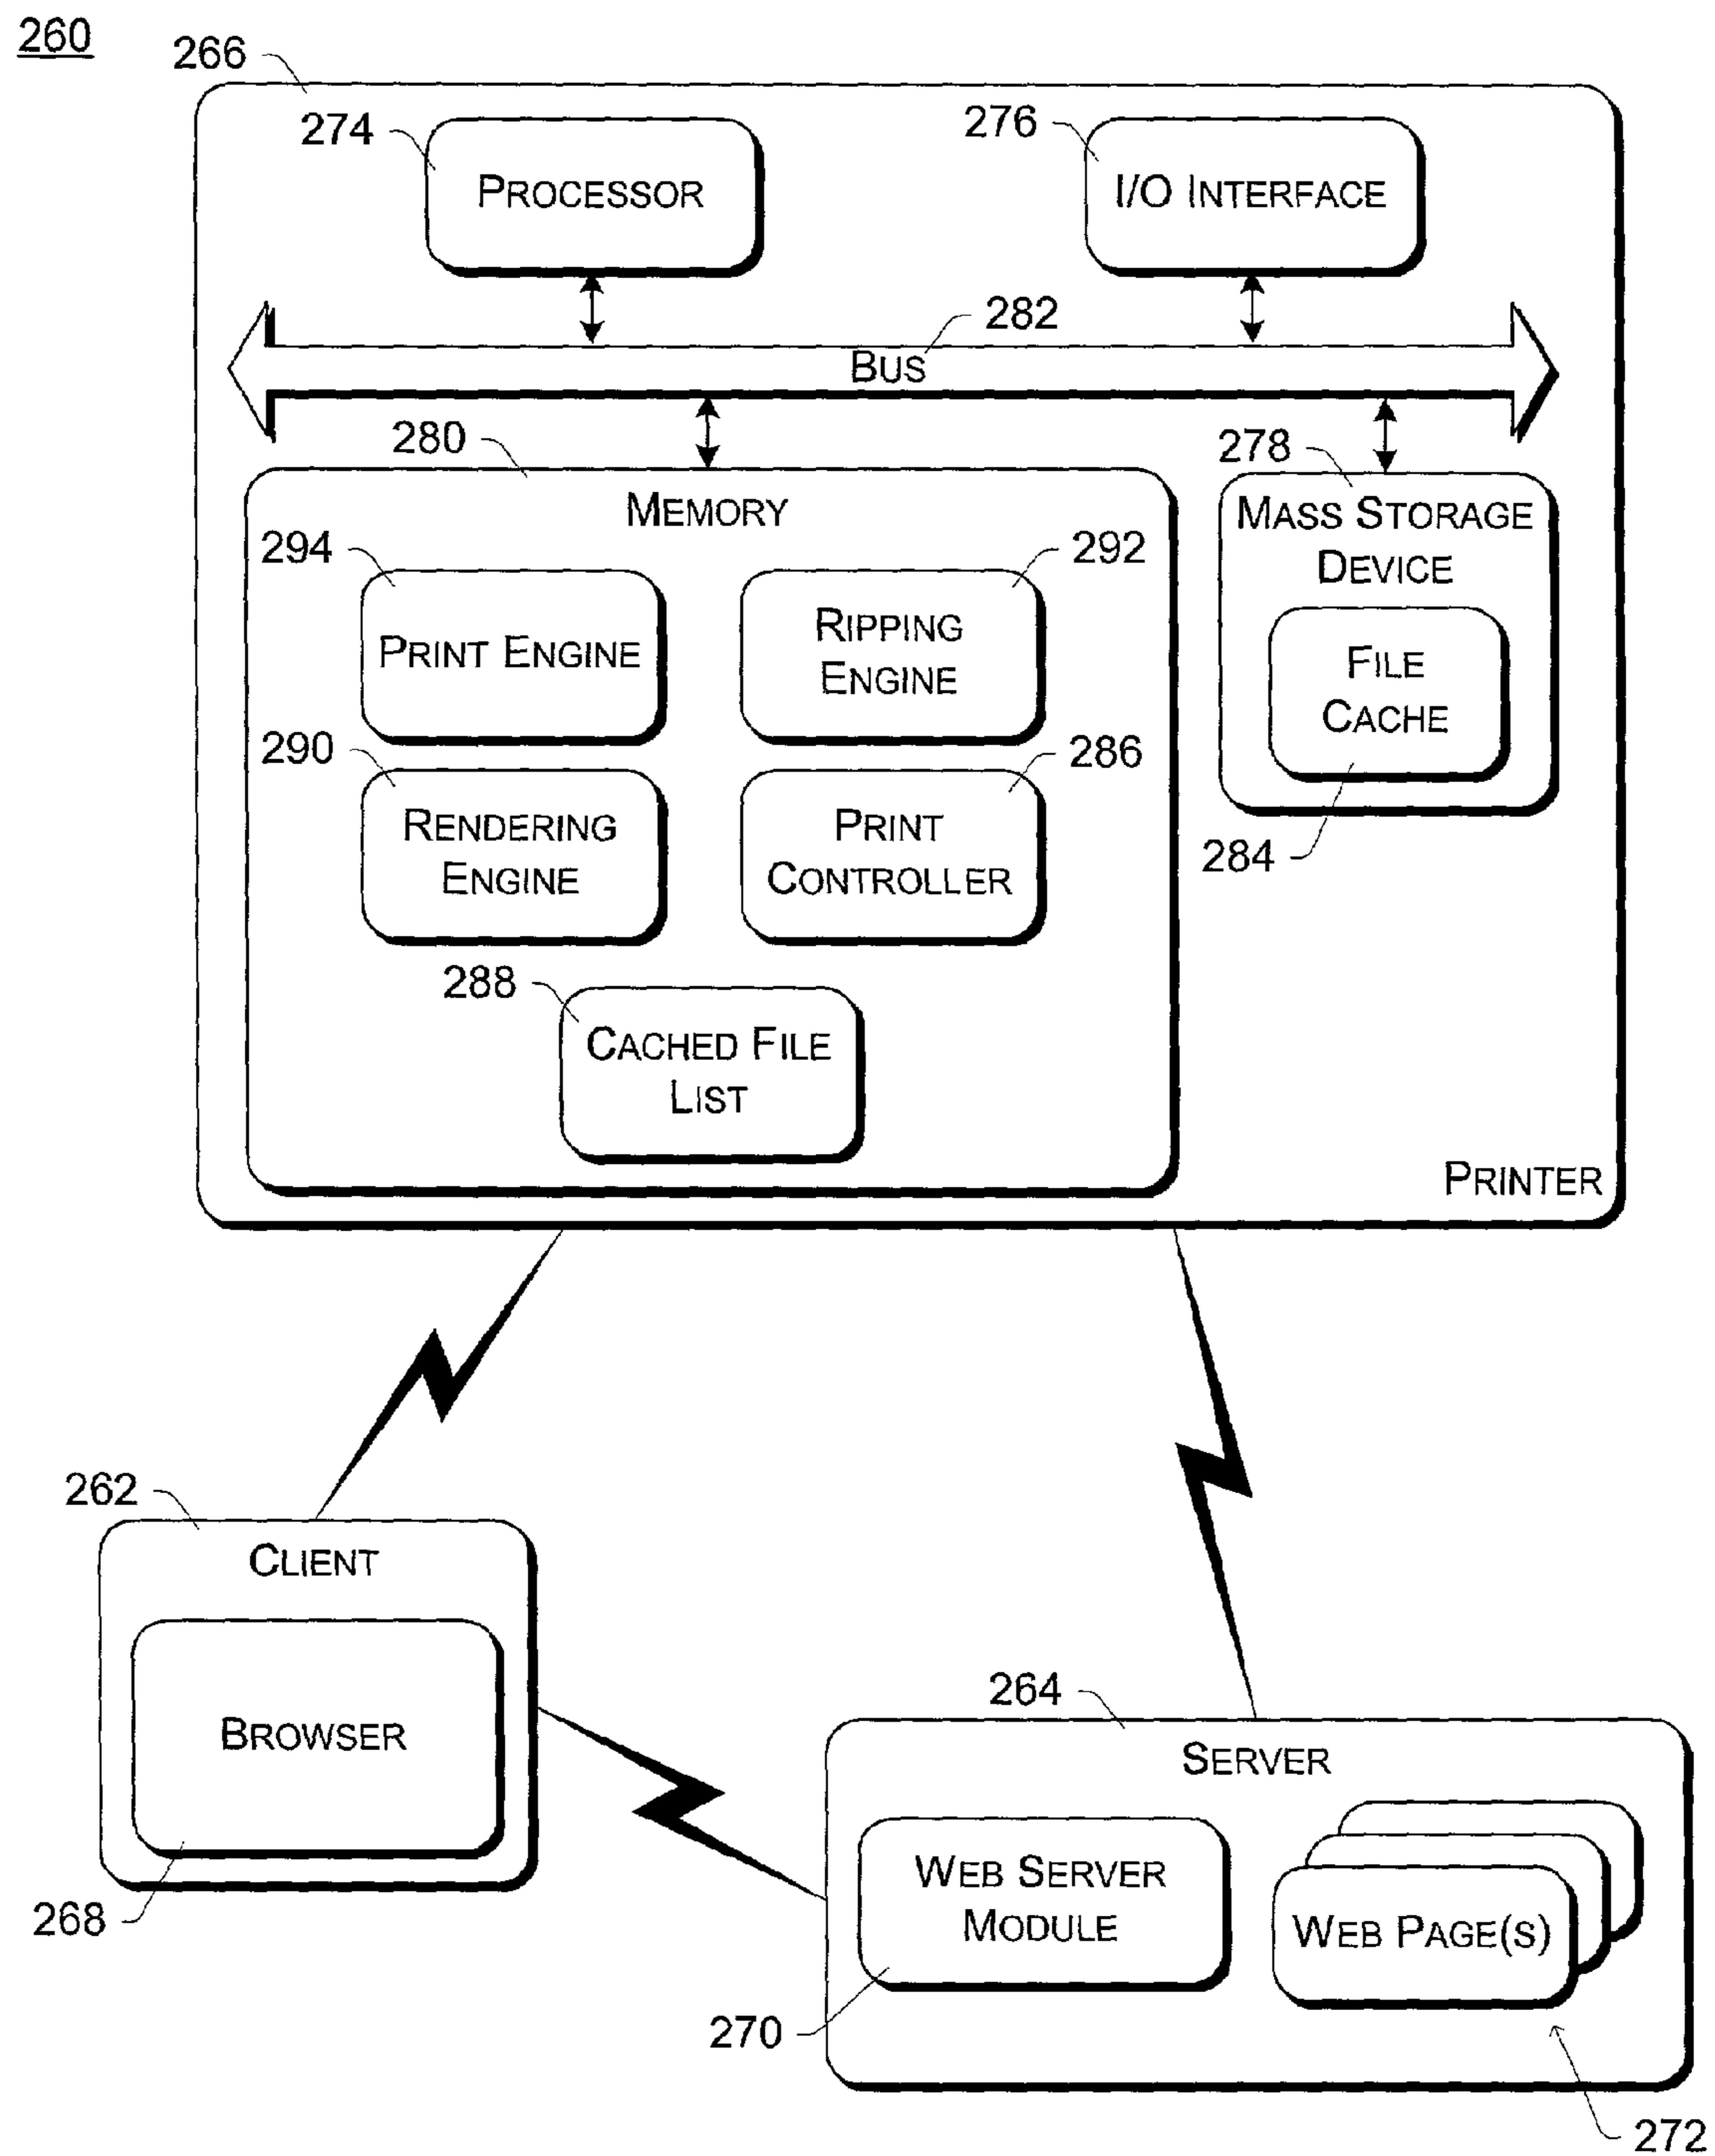 260
266
274
PROCESSOR
276
I/O INTERFACE
282
BUS
280
MEMORY
278
MASS STORAGE
DEVICE
294
PRINT ENGINE
292
RIPPING
ENGINE
FILE
CACHE
284
290
RENDERING
ENGINE
286
PRINT
CONTROLLER
288
CACHED FILE
LIST
PRINTER
262
CLIENT
BROWSER
268
264
SERVER
WEB SERVER
MODULE
270
WEB PAGE(S)
272